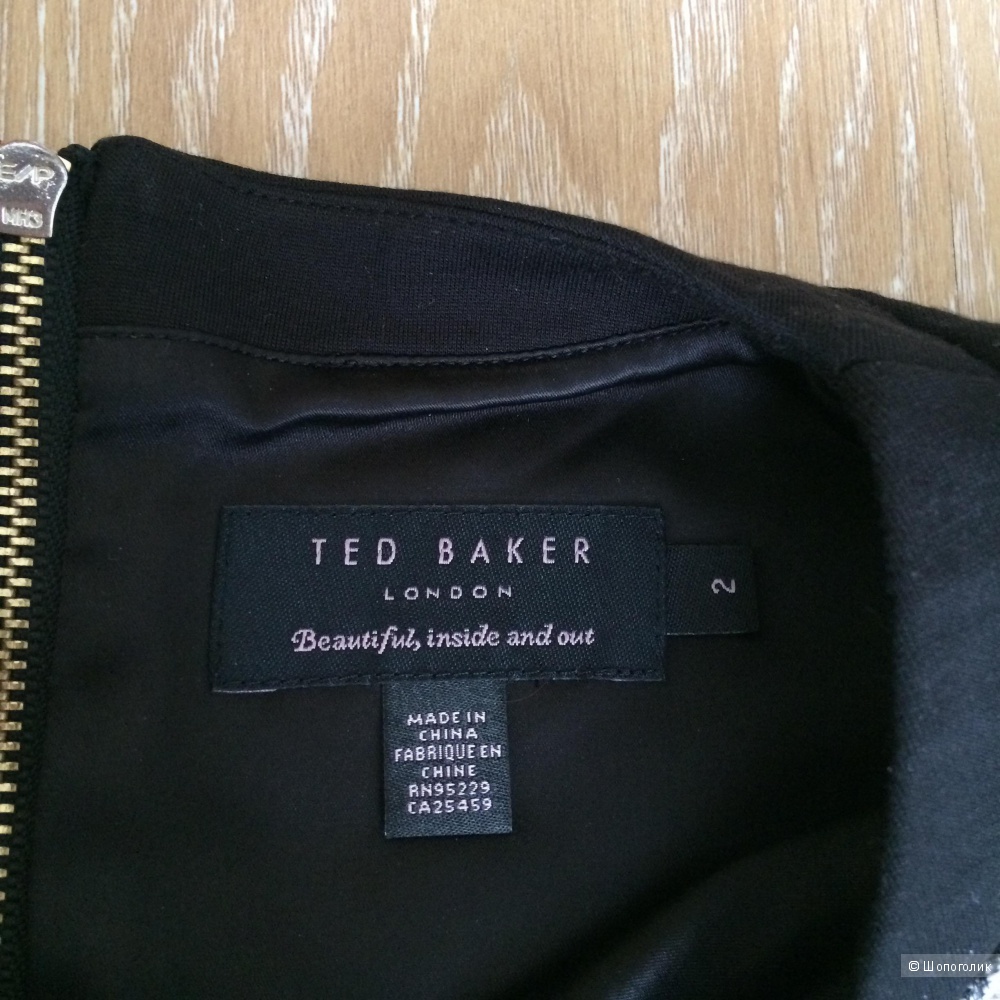 TED BAKER
LONDON
Beautiful, inside and out
2
MADE IN
CHINA
FABRIQUE EN
CHINE
RN95229
CA25459
© Шопоголик